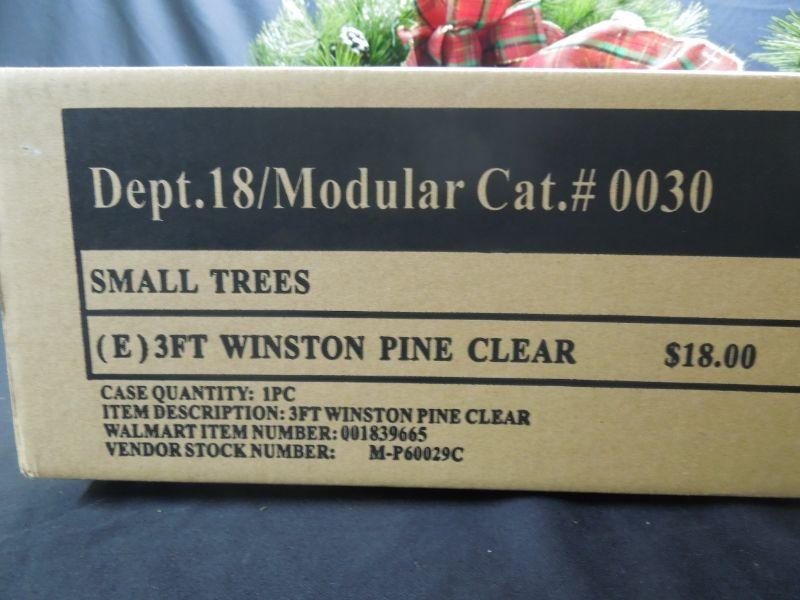 Dept.18/Modular Cat.# 0030
SMALL TREES
(E) 3FT WINSTON PINE CLEAR $18.00
CASE QUANTITY: 1PC
ITEM DESCRIPTION: 3FT WINSTON PINE CLEAR
WALMART ITEM NUMBER: 001839665
VENDOR STOCK NUMBER: M-P60029C